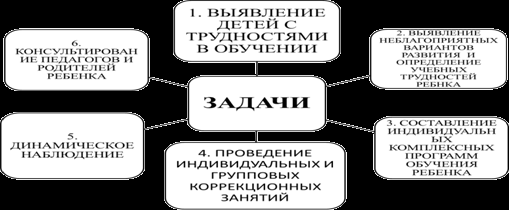 1. ВЫЯВЛЕНИЕ
ДЕТЕЙ С
ТРУДНОСТЯМИ
В ОБУЧЕНИИ
2. ВЫЯВЛЕНИЕ
НЕБЛАГОПРИЯТНЫХ
ВАРИАНТОВ
РАЗВИТИЯ И
ОПРЕДЕЛЕНИЕ
УЧЕБНЫХ
ТРУДНОСТЕЙ
РЕБНКА
3. СОСТАВЛЕНИЕ
ИНДИВИДУАЛЬН
ЫХ
КОМПЛЕКСНЫХ
ПРОГРАММ
ОБУЧЕНИЯ
РЕБЕНКА
4. ПРОВЕДЕНИЕ
ИНДИВИДУАЛЬНЫХ И
ГРУППОВЫХ
КОРРЕКЦИОННЫХ
ЗАНЯТИЙ
5.
ДИНАМИЧЕСКОЕ
НАБЛЮДЕНИЕ
6.
КОНСУЛЬТИРОВАН
ИЕ ПЕДАГОГОВ И
РОДИТЕЛЕЙ
РЕБЕНКА
ЗАДАЧИ